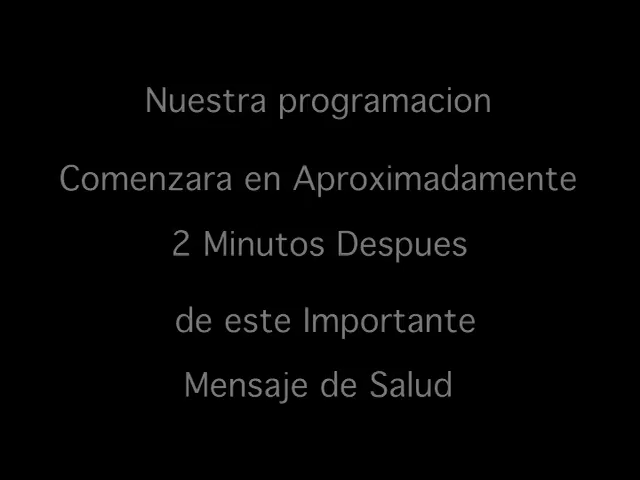 Nuestra programacion
Comenzara en Aproximadamente
2 Minutos Despues
de este Importante
Mensaje de Salud